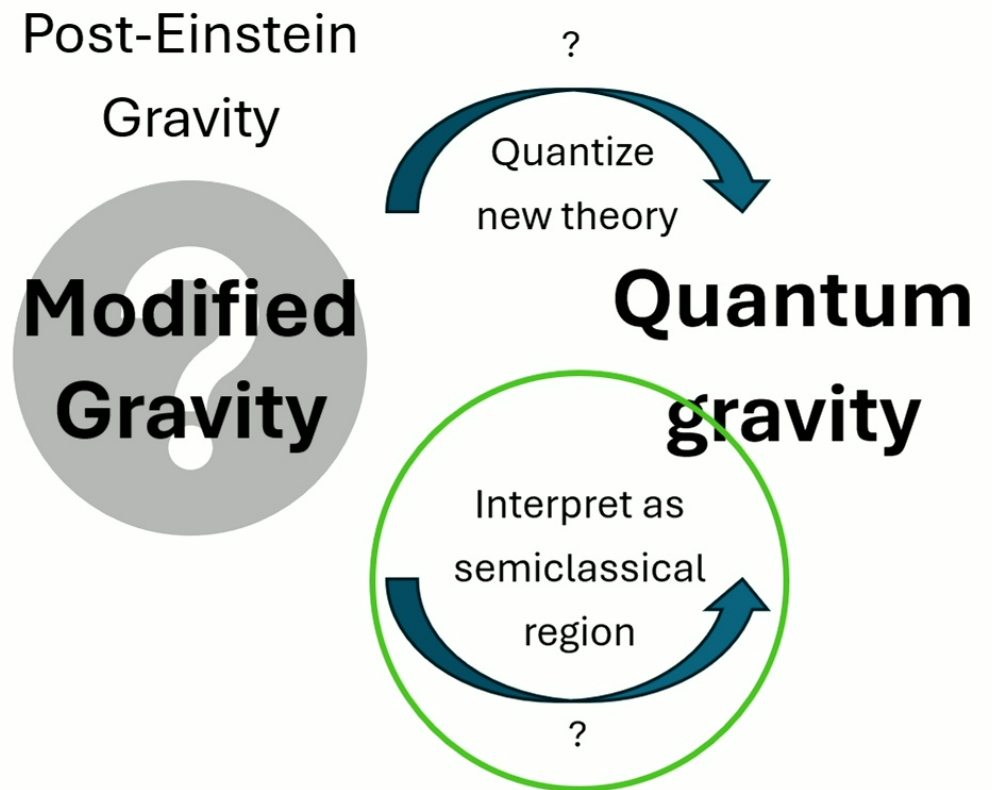 Post-Einstein
Gravity
?
Quantize
new theory
?
Modified
Gravity
Quantum
gravity
Interpret as
semiclassical
region
?